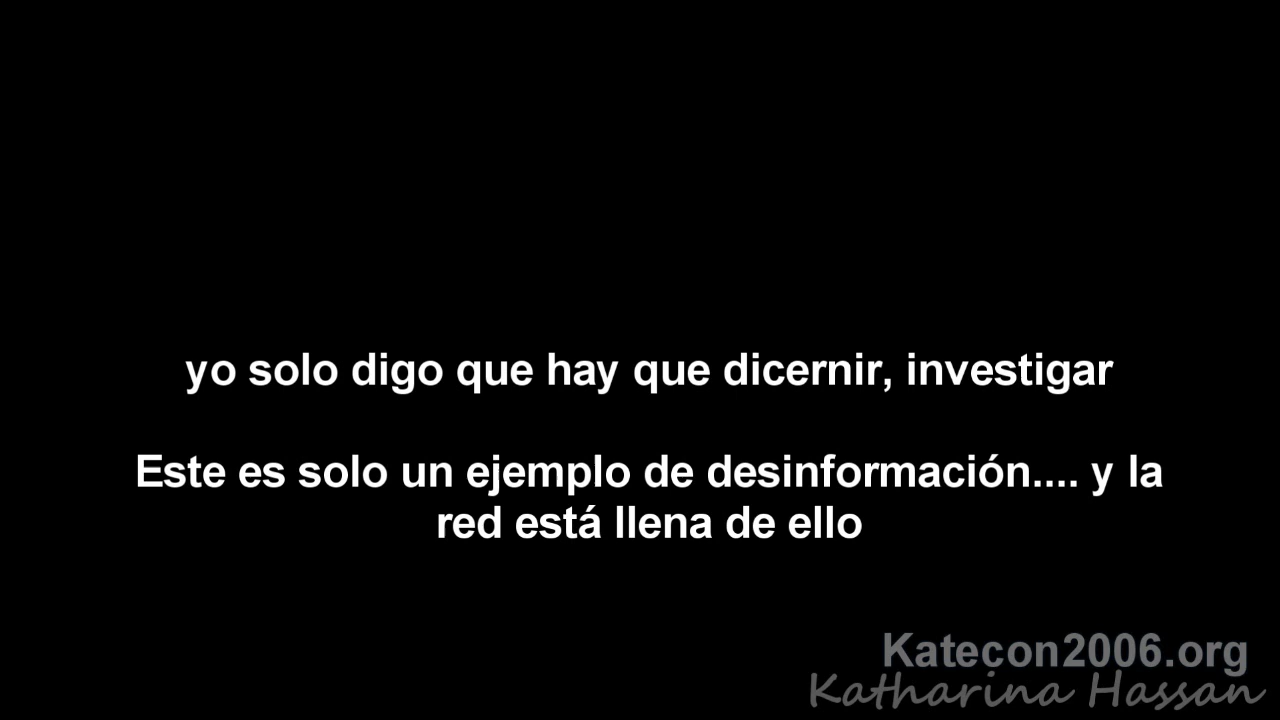 yo solo digo que hay que dicernir, investigar
Este es solo un ejemplo de desinformación.... y la
red está llena de ello
Katecon2006.org
Katharina Hassan